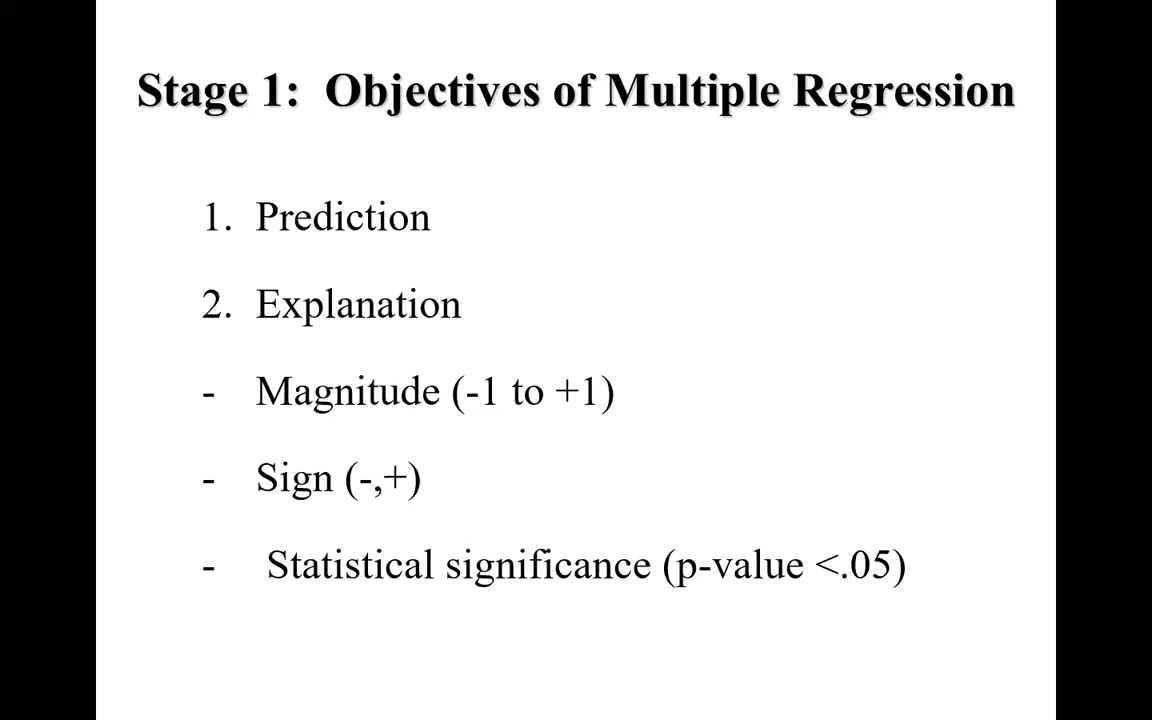 Stage 1: Objectives of Multiple Regression
1. Prediction
2. Explanation
- Magnitude (-1 to +1)
- Sign (-,+)
- Statistical significance (p-value <.05)